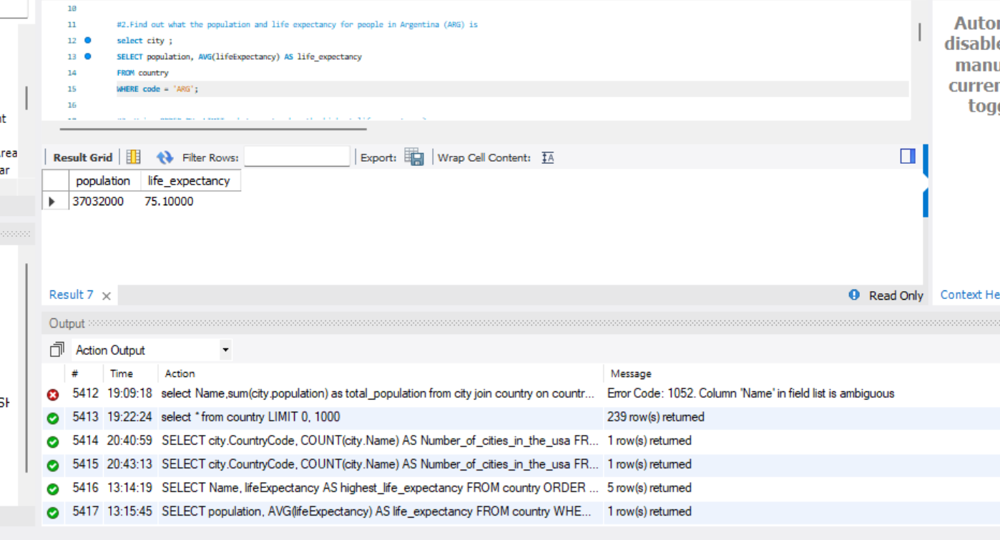 10
11 #2.Find out what the population and life expectancy for people in Argentina (ARG) is
12 select city ;
13 SELECT population, AVG(lifeExpectancy) AS life_expectancy
14 FROM country
15 WHERE code = 'ARG';
16
Result Grid Filter Rows: Export: Wrap Cell Content:
population life_expectancy
37032000 75.10000
Result 7
Read Only
Output
Action Output
# Time Action Message
5412 19:09:18 select Name,sum(city.population) as total_population from city join country on countr... Error Code: 1052. Column 'Name' in field list is ambiguous
5413 19:22:24 select * from country LIMIT 0, 1000 239 row(s) returned
5414 20:40:59 SELECT city.CountryCode, COUNT(city.Name) AS Number_of_cities_in_the_usa FR... 1 row(s) returned
5415 20:43:13 SELECT city.CountryCode, COUNT(city.Name) AS Number_of_cities_in_the_usa FR... 1 row(s) returned
5416 13:14:19 SELECT Name, lifeExpectancy AS highest_life_expectancy FROM country ORDER ... 5 row(s) returned
5417 13:15:45 SELECT population, AVG(lifeExpectancy) AS life_expectancy FROM country WHE... 1 row(s) returned
Autor
disable
manu
currer
togg
Context He